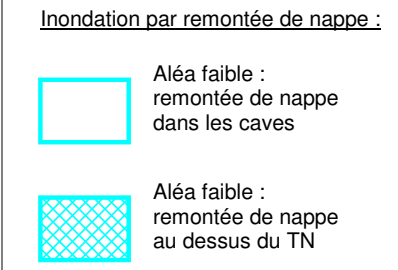 Inondation par remontée de nappe :
Aléa faible :
remontée de nappe
dans les caves
Aléa faible :
remontée de nappe
au dessus du TN